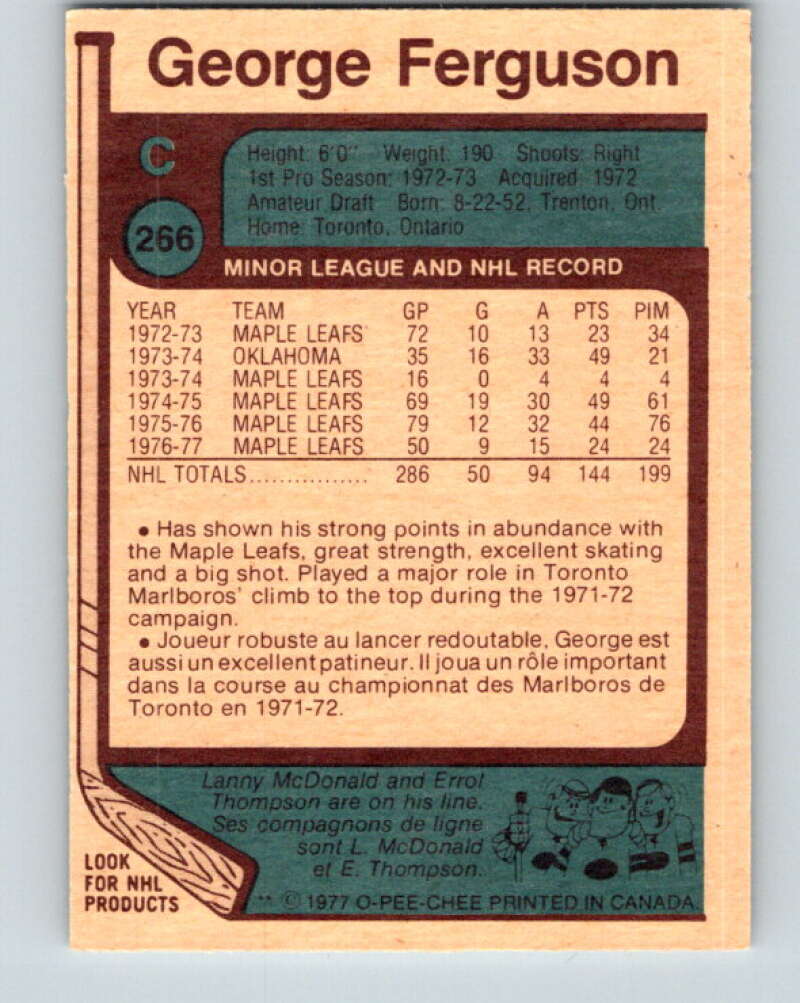 George Ferguson
C
Height: 6'0" Weight: 190 Shoots: Right
1st Pro Season: 1972-73 Acquired 1972
Amateur Draft Born: 8-22-52, Trenton, Ont.
Home: Toronto, Ontario
266
MINOR LEAGUE AND NHL RECORD
YEAR TEAM GP G A PTS PIM
1972-73 MAPLE LEAFS 72 10 13 23 34
1973-74 OKLAHOMA 35 16 33 49 21
1973-74 MAPLE LEAFS 16 0 4 4 4
1974-75 MAPLE LEAFS 69 19 30 49 61
1975-76 MAPLE LEAFS 79 12 32 44 76
1976-77 MAPLE LEAFS 50 9 15 24 24
NHL TOTALS................ 286 50 94 144 199
• Has shown his strong points in abundance with
the Maple Leafs, great strength, excellent skating
and a big shot. Played a major role in Toronto
Marlboros' climb to the top during the 1971-72
campaign.
• Joueur robuste au lancer redoutable, George est
aussi un excellent patineur. Il joua un rôle important
dans la course au championnat des Marlboros de
Toronto en 1971-72.
Lanny McDonald and Errol
Thompson are on his line.
Ses compagnons de ligne
sont L. McDonald
et E. Thompson.
LOOK
FOR NHL
PRODUCTS
** © 1977 O-PEE-CHEE PRINTED IN CANADA